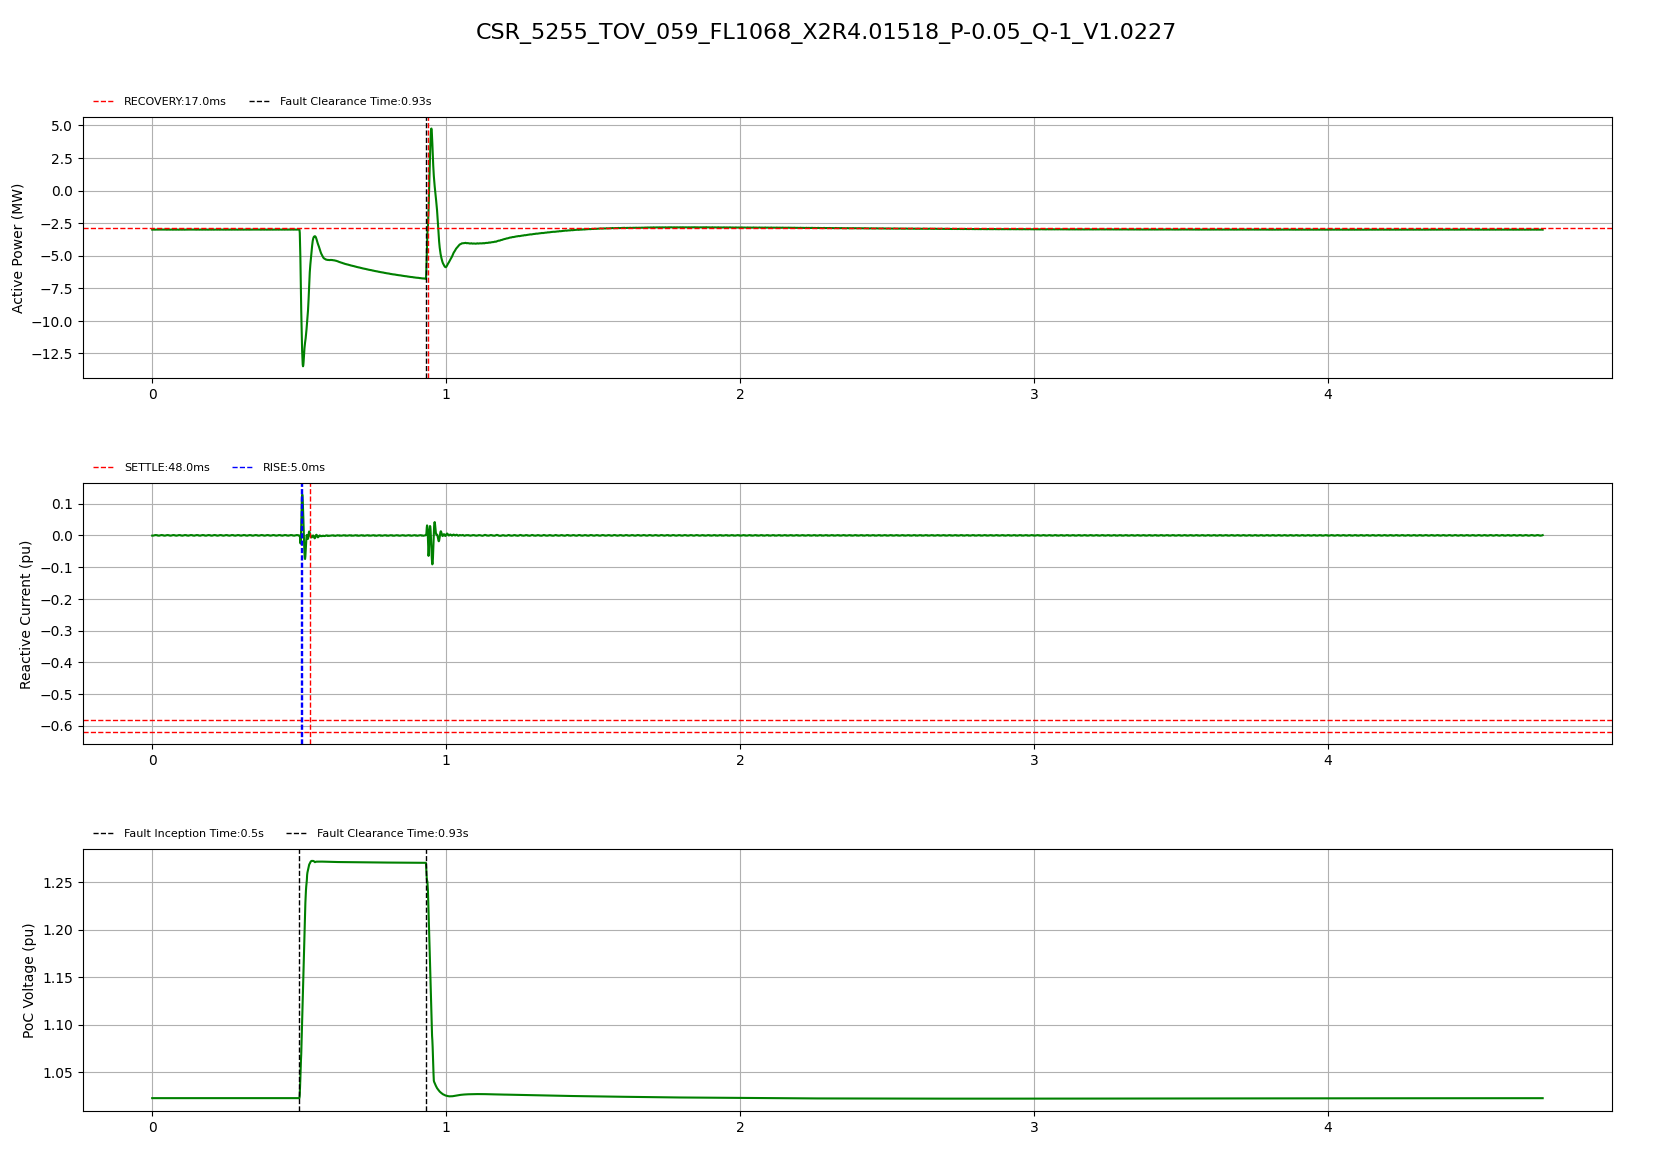 CSR_5255_TOV_059_FL1068_X2R4.01518_P-0.05_Q-1_V1.0227
RECOVERY:17.0ms Fault Clearance Time:0.93s
Active Power (MW)
5.0
2.5
0.0
−2.5
−5.0
−7.5
−10.0
−12.5
0 1 2 3 4
SETTLE:48.0ms RISE:5.0ms
Reactive Current (pu)
0.1
0.0
−0.1
−0.2
−0.3
−0.4
−0.5
−0.6
0 1 2 3 4
Fault Inception Time:0.5s Fault Clearance Time:0.93s
PoC Voltage (pu)
1.25
1.20
1.15
1.10
1.05
0 1 2 3 4